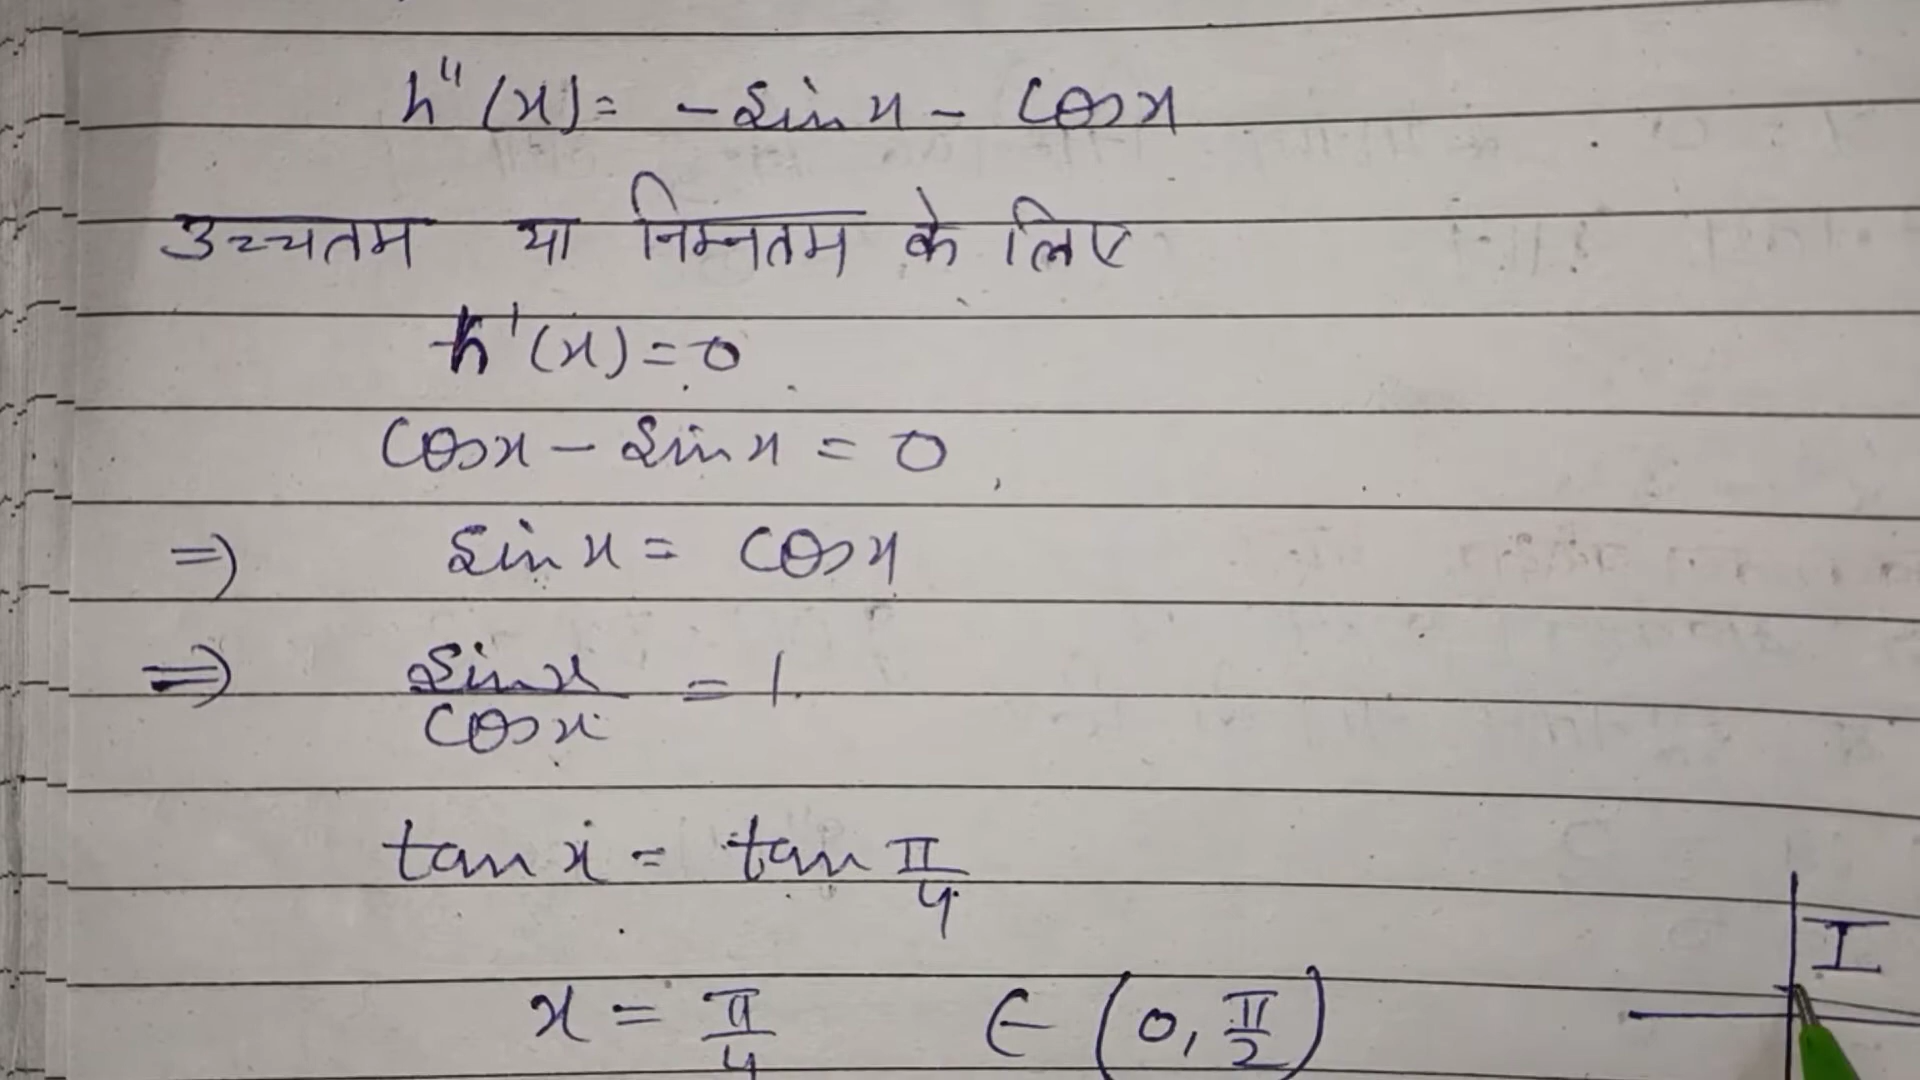 h"(x) = - sin x - cos x
उच्चतम या निम्नतम के लिए
h'(x) = 0
cos x - sin x = 0
=> sin x = cos x
=> sin x / cos x = 1
tan x = tan π/4
I
x = π/4 ∈ (0, π/2)